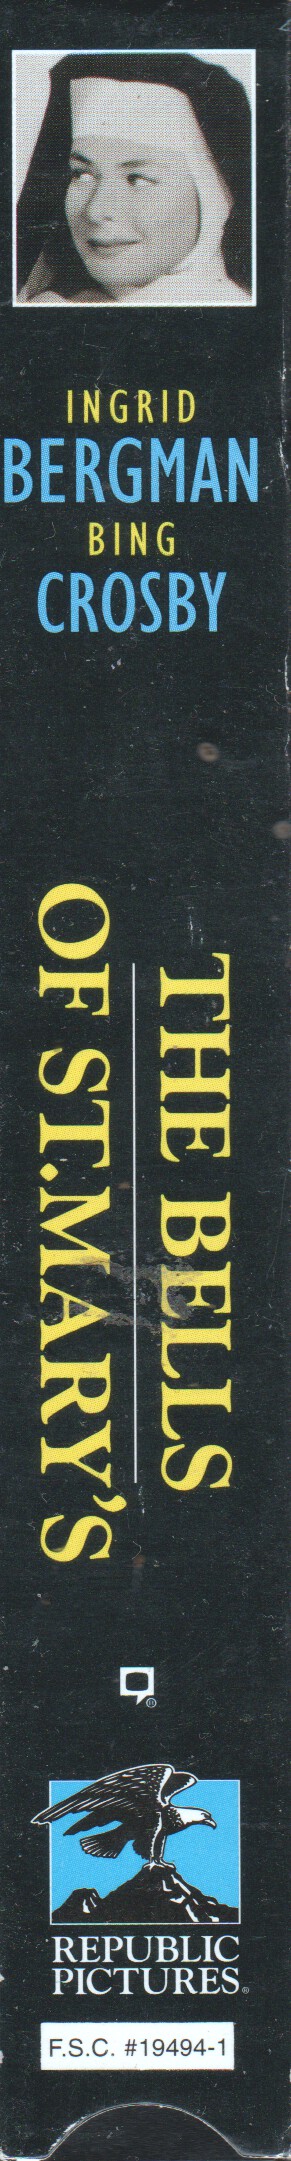 INGRID
BERGMAN
BING
CROSBY
THE BELLS
OF ST. MARY'S
REPUBLIC
PICTURES®
F.S.C. #19494-1